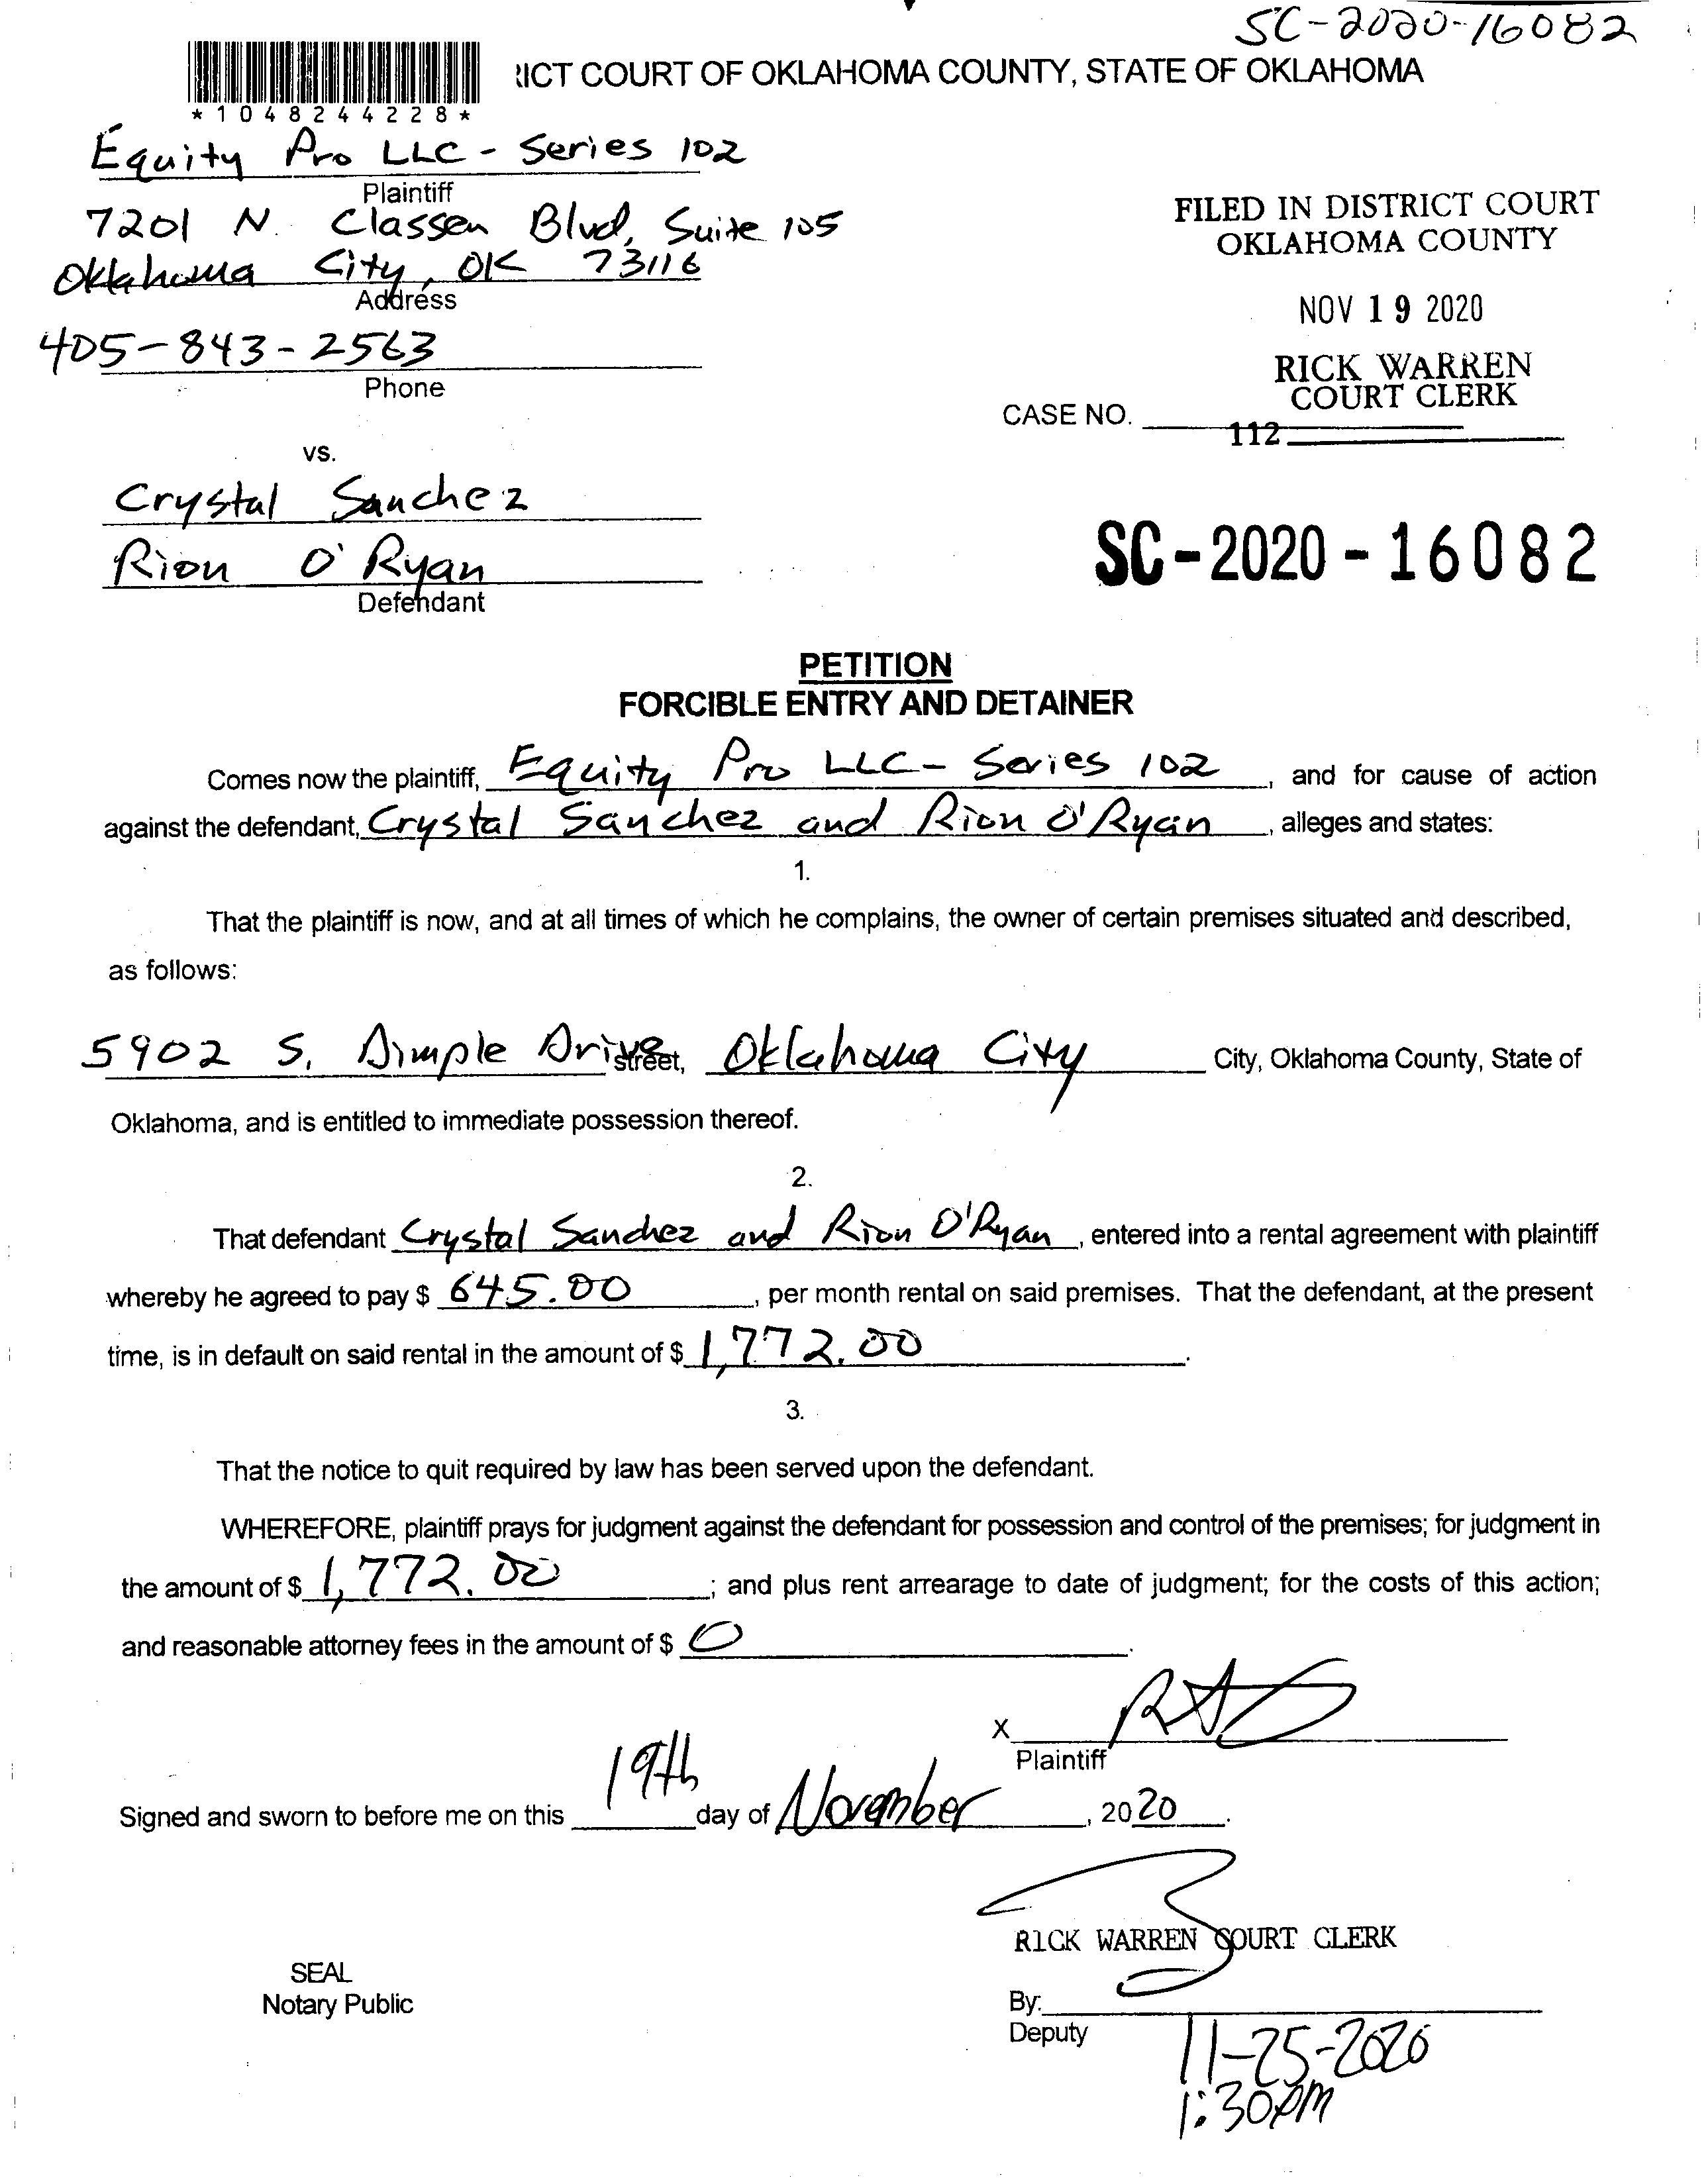 SC-2020-16082
ICT COURT OF OKLAHOMA COUNTY, STATE OF OKLAHOMA
*1048244228*
Equity Pro LLC - Series 102
Plaintiff
7201 N. Classen Blvd, Suite 105
Oklahoma City, OK 73116
Address
405-843-2563
Phone
FILED IN DISTRICT COURT
OKLAHOMA COUNTY
NOV 19 2020
RICK WARREN
COURT CLERK
CASE NO.
112
vs.
Crystal Sanchez
Rion O'Ryan
Defendant
SC-2020-16082
PETITION
FORCIBLE ENTRY AND DETAINER
Comes now the plaintiff, Equity Pro LLC - Series 102, and for cause of action
against the defendant, Crystal Sanchez and Rion O'Ryan, alleges and states:
1.
That the plaintiff is now, and at all times of which he complains, the owner of certain premises situated and described,
as follows:
5902 S. Dimple Drive street, Oklahoma City City, Oklahoma County, State of
Oklahoma, and is entitled to immediate possession thereof.
2.
That defendant Crystal Sanchez and Rion O'Ryan, entered into a rental agreement with plaintiff
whereby he agreed to pay $ 645.00, per month rental on said premises. That the defendant, at the present
time, is in default on said rental in the amount of $ 1,772.00.
3.
That the notice to quit required by law has been served upon the defendant.
WHEREFORE, plaintiff prays for judgment against the defendant for possession and control of the premises; for judgment in
the amount of $ 1,772.00; and plus rent arrearage to date of judgment; for the costs of this action;
and reasonable attorney fees in the amount of $ 0.
X
Plaintiff
Signed and sworn to before me on this 19th day of November, 2020.
RICK WARREN COURT CLERK
SEAL
Notary Public
By:
Deputy
11-25-2020
1:30pm